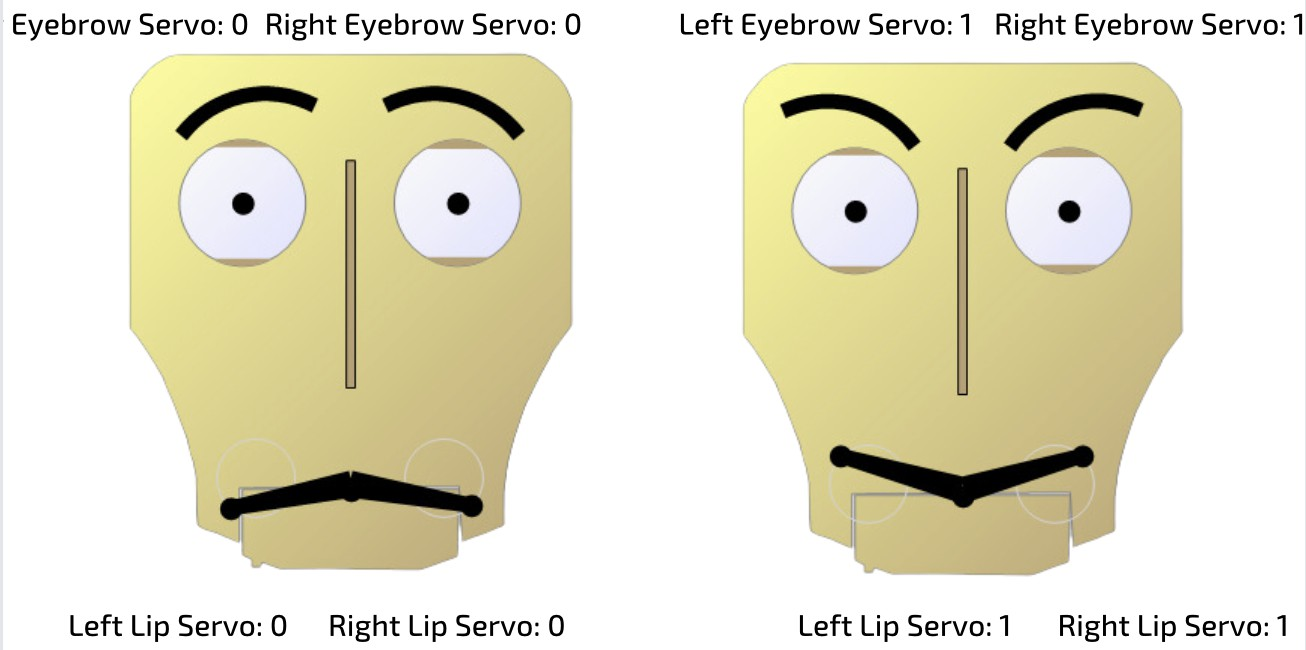 Eyebrow Servo: 0 Right Eyebrow Servo: 0
Left Eyebrow Servo: 1 Right Eyebrow Servo: 1
Left Lip Servo: 0 Right Lip Servo: 0
Left Lip Servo: 1 Right Lip Servo: 1